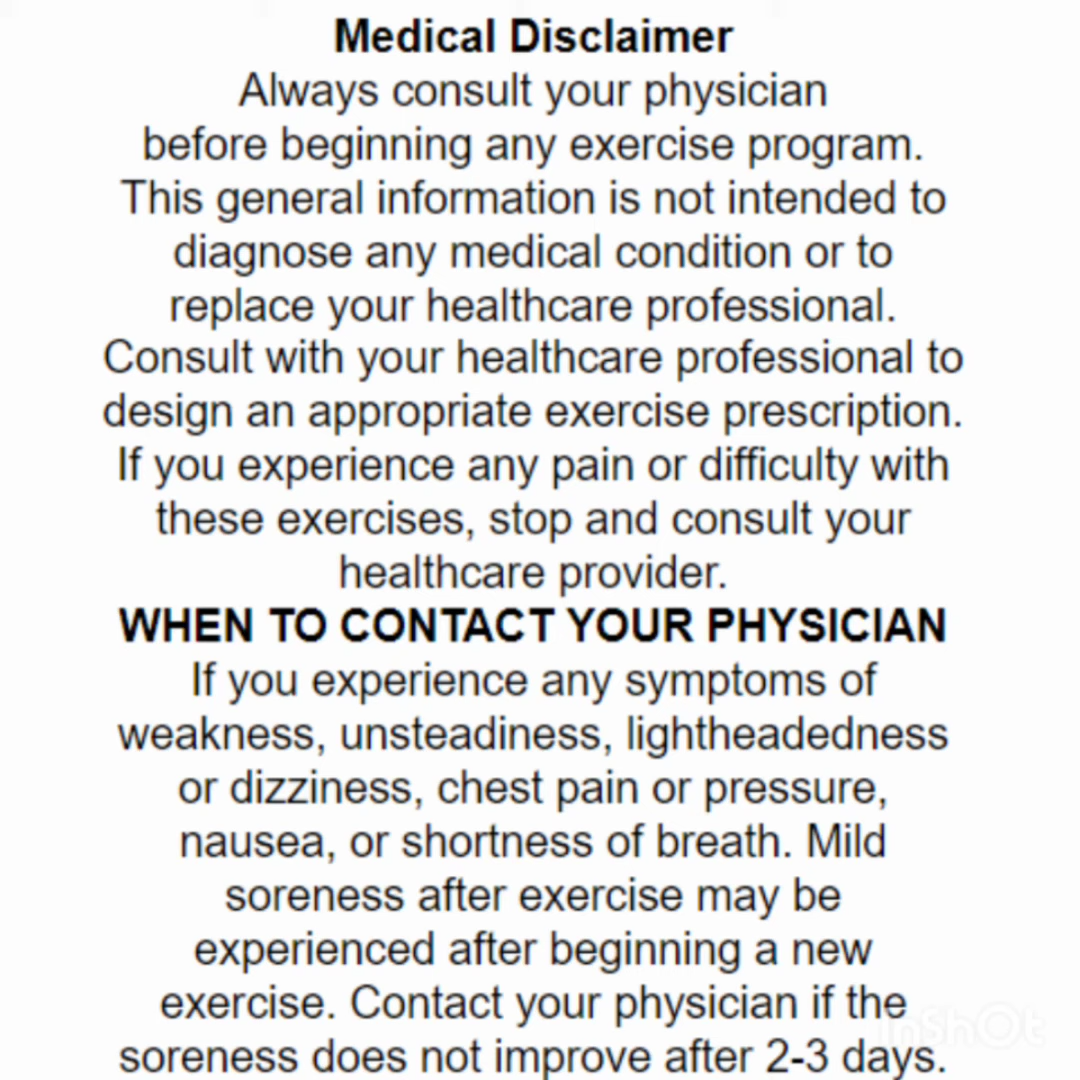 Medical Disclaimer
Always consult your physician
before beginning any exercise program.
This general information is not intended to
diagnose any medical condition or to
replace your healthcare professional.
Consult with your healthcare professional to
design an appropriate exercise prescription.
If you experience any pain or difficulty with
these exercises, stop and consult your
healthcare provider.
WHEN TO CONTACT YOUR PHYSICIAN
If you experience any symptoms of
weakness, unsteadiness, lightheadedness
or dizziness, chest pain or pressure,
nausea, or shortness of breath. Mild
soreness after exercise may be
experienced after beginning a new
exercise. Contact your physician if the
soreness does not improve after 2-3 days.
InShOt